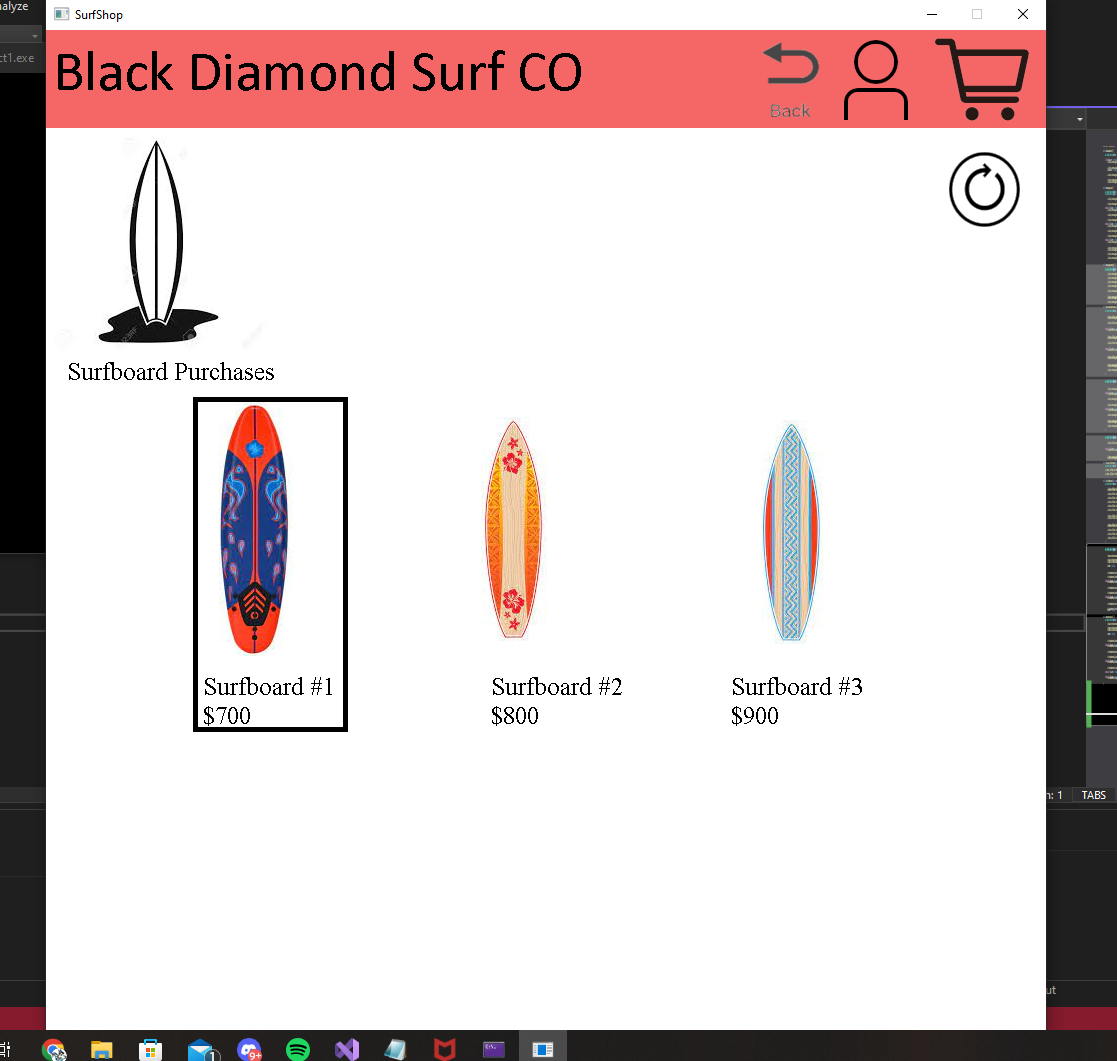 nalyze
SurfShop
ct1.exe
Black Diamond Surf CO
Back
123RF
Surfboard Purchases
Surfboard #1
$700
Surfboard #2
$800
Surfboard #3
$900
n: 1 TABS
ut
1
9+